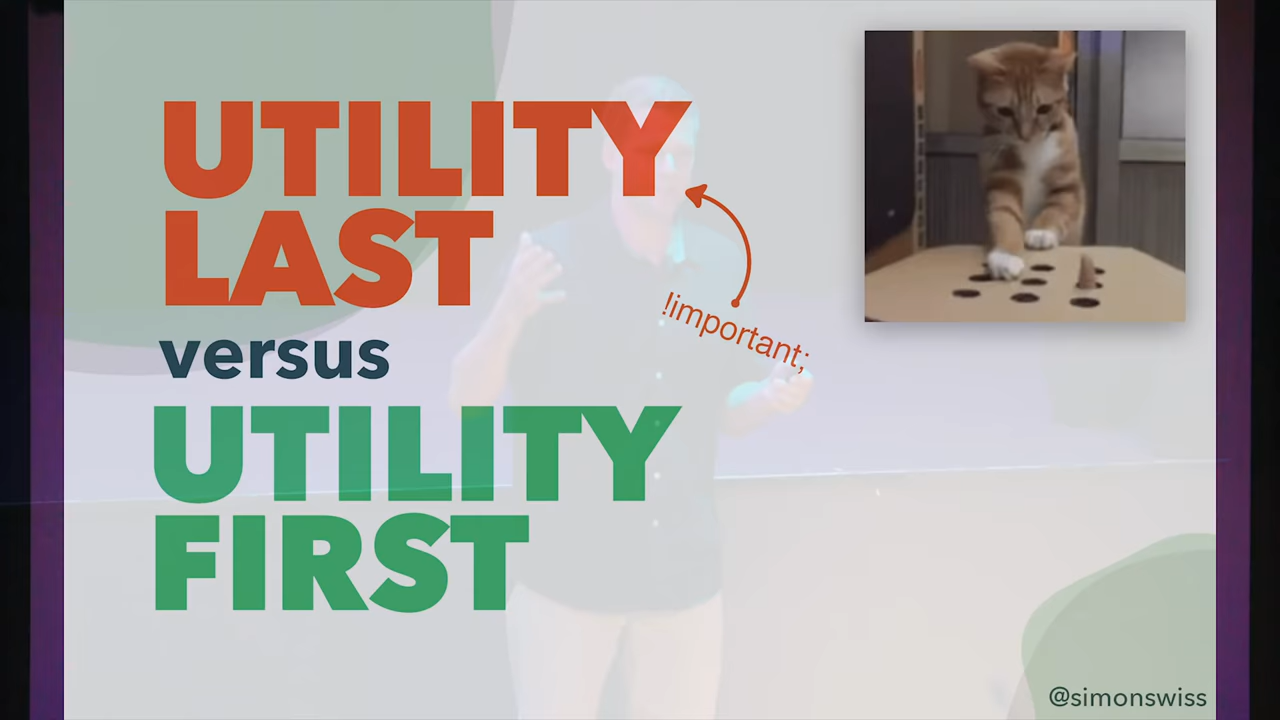 UTILITY
LAST
!important;
versus
UTILITY
FIRST
@simonswiss